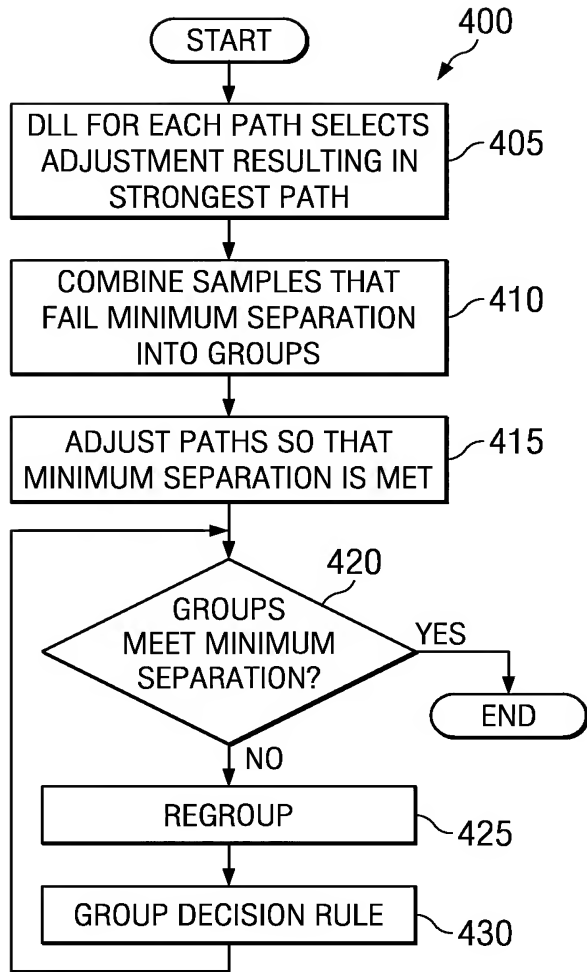 START
400
DLL FOR EACH PATH SELECTS
ADJUSTMENT RESULTING IN
STRONGEST PATH
405
COMBINE SAMPLES THAT
FAIL MINIMUM SEPARATION
INTO GROUPS
410
ADJUST PATHS SO THAT
MINIMUM SEPARATION IS MET
415
420
GROUPS
MEET MINIMUM
SEPARATION?
YES
END
NO
REGROUP
425
GROUP DECISION RULE
430